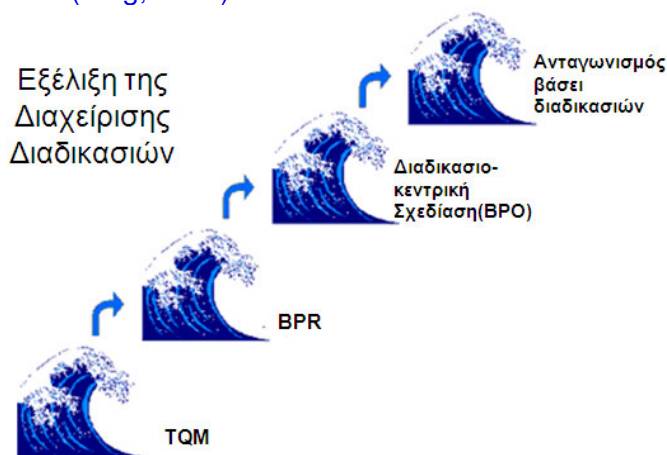 Ανταγωνισμός
βάσει
διαδικασιών
Εξέλιξη της
Διαχείρισης
Διαδικασιών
Διαδικασιο-
κεντρική
Σχεδίαση(BPO)
BPR
TQM